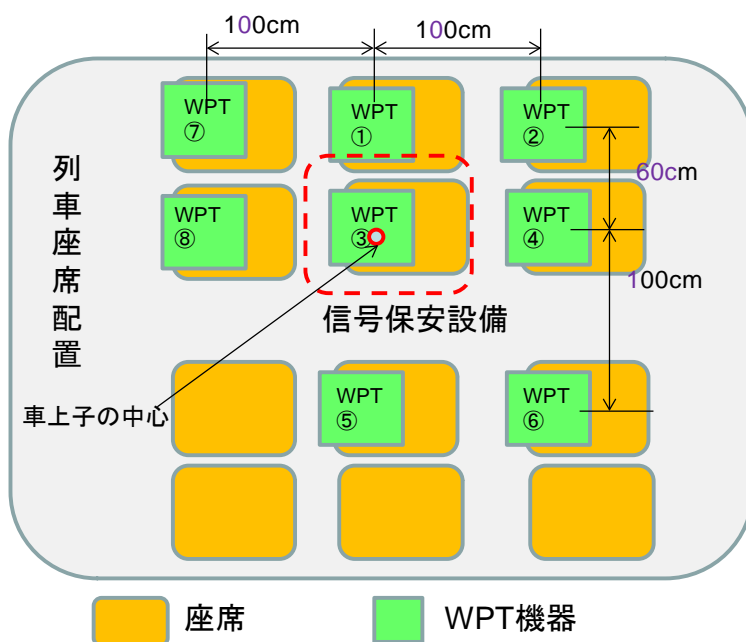 100cm
100cm
WPT
⑦
WPT
①
WPT
②
列車座席配置
60cm
WPT
⑧
WPT
③
WPT
④
100cm
信号保安設備
車上子の中心
WPT
⑤
WPT
⑥
座席
WPT機器